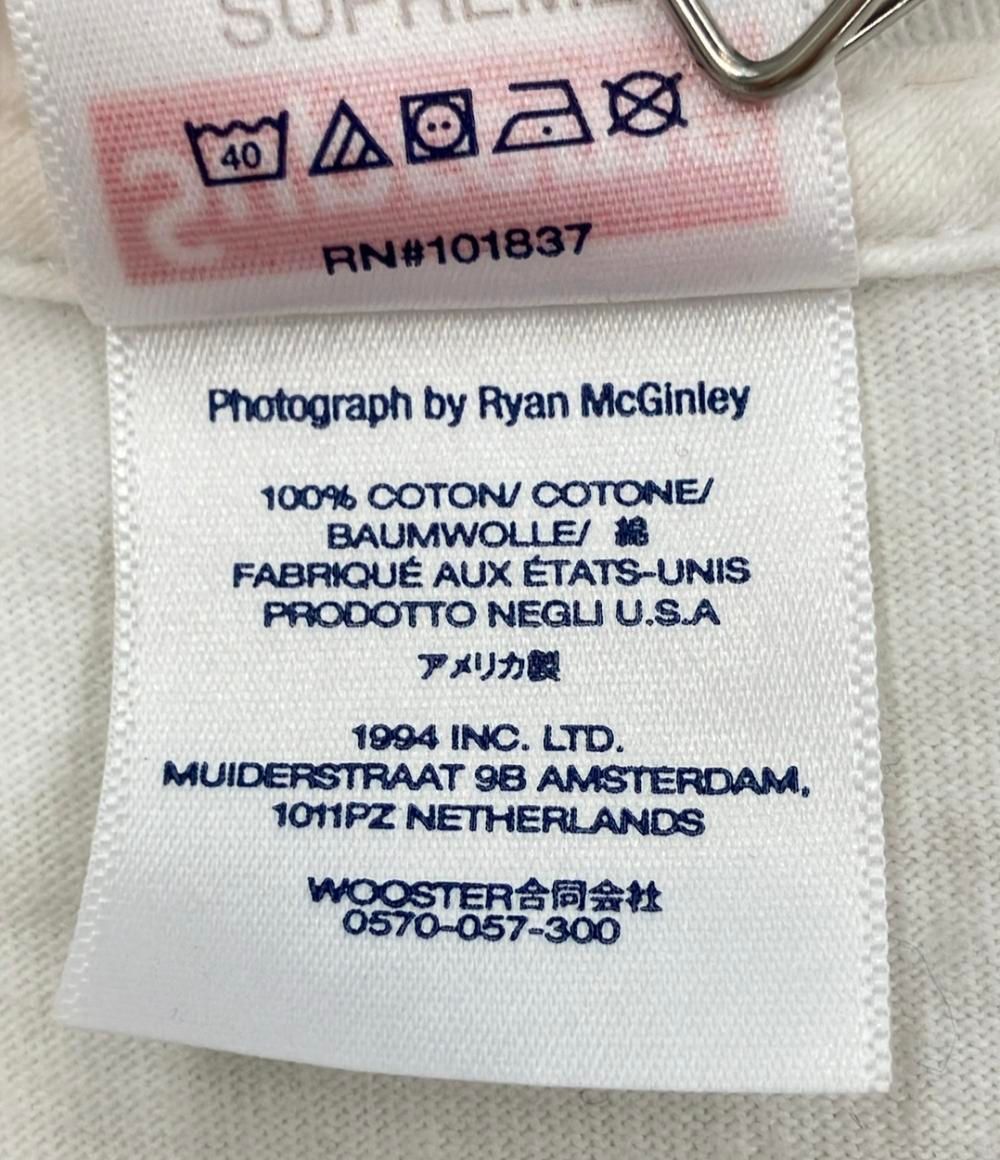 SUPREME
40
RN#101837
Photograph by Ryan McGinley
100% COTON/ COTONE/
BAUMWOLLE/ 綿
FABRIQUÉ AUX ÉTATS-UNIS
PRODOTTO NEGLI U.S.A
アメリカ製
1994 INC. LTD.
MUIDERSTRAAT 9B AMSTERDAM,
1011PZ NETHERLANDS
WOOSTER合同会社
0570-057-300